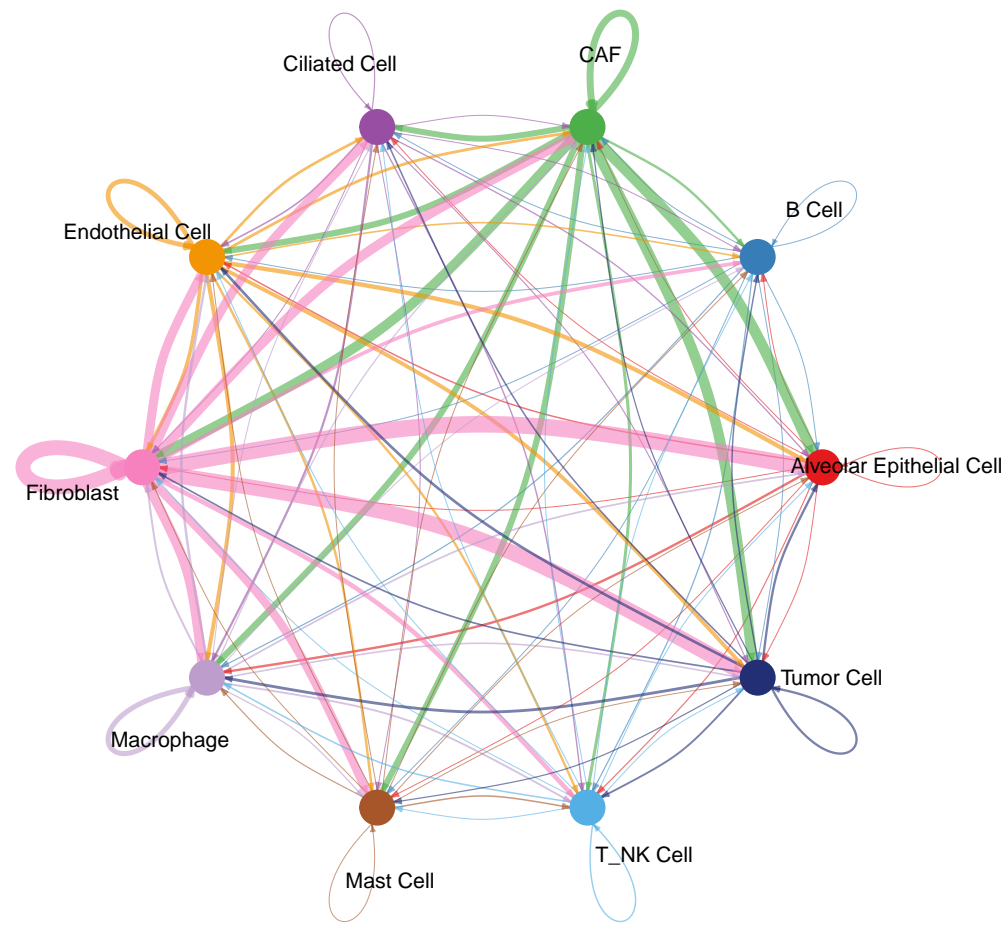 CAF
Ciliated Cell
B Cell
Endothelial Cell
Alveolar Epithelial Cell
Fibroblast
Tumor Cell
Macrophage
T_NK Cell
Mast Cell